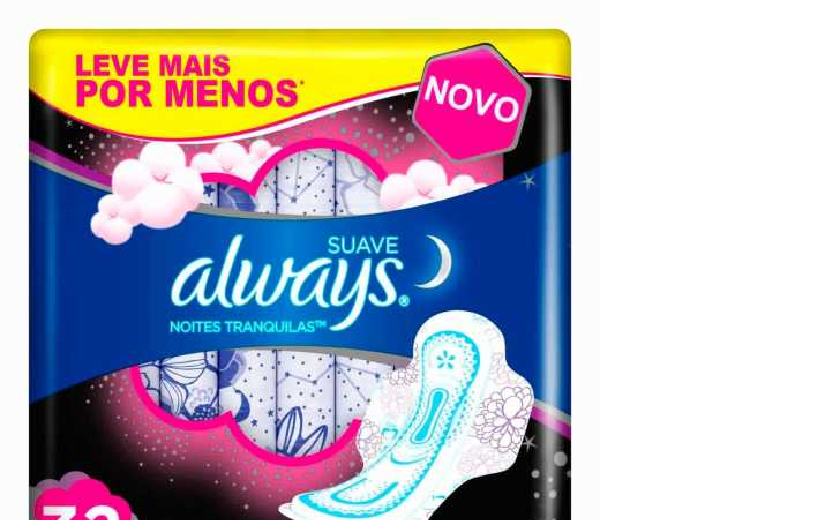 LEVE MAIS
POR MENOS*
NOVO
SUAVE
always®
NOITES TRANQUILAS™